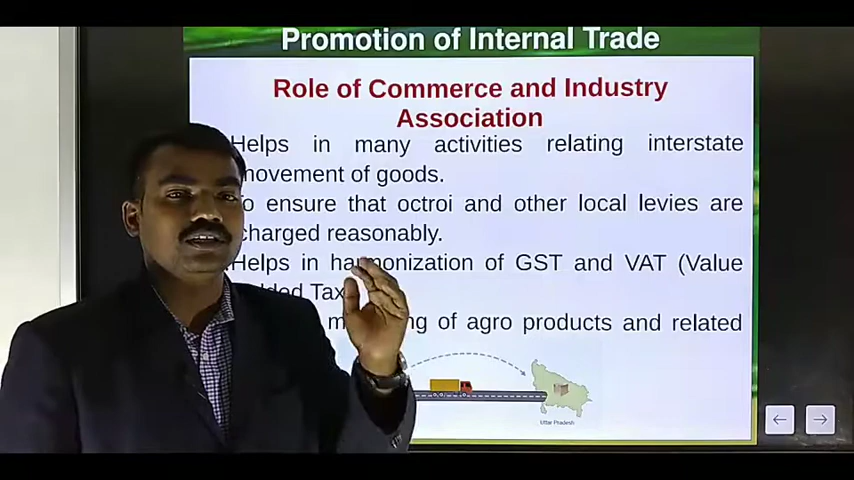 Promotion of Internal Trade
Role of Commerce and Industry
Association
Helps in many activities relating interstate
movement of goods.
To ensure that octroi and other local levies are
charged reasonably.
Helps in harmonization of GST and VAT (Value
Tax
of agro products and related
Uttar Pradesh